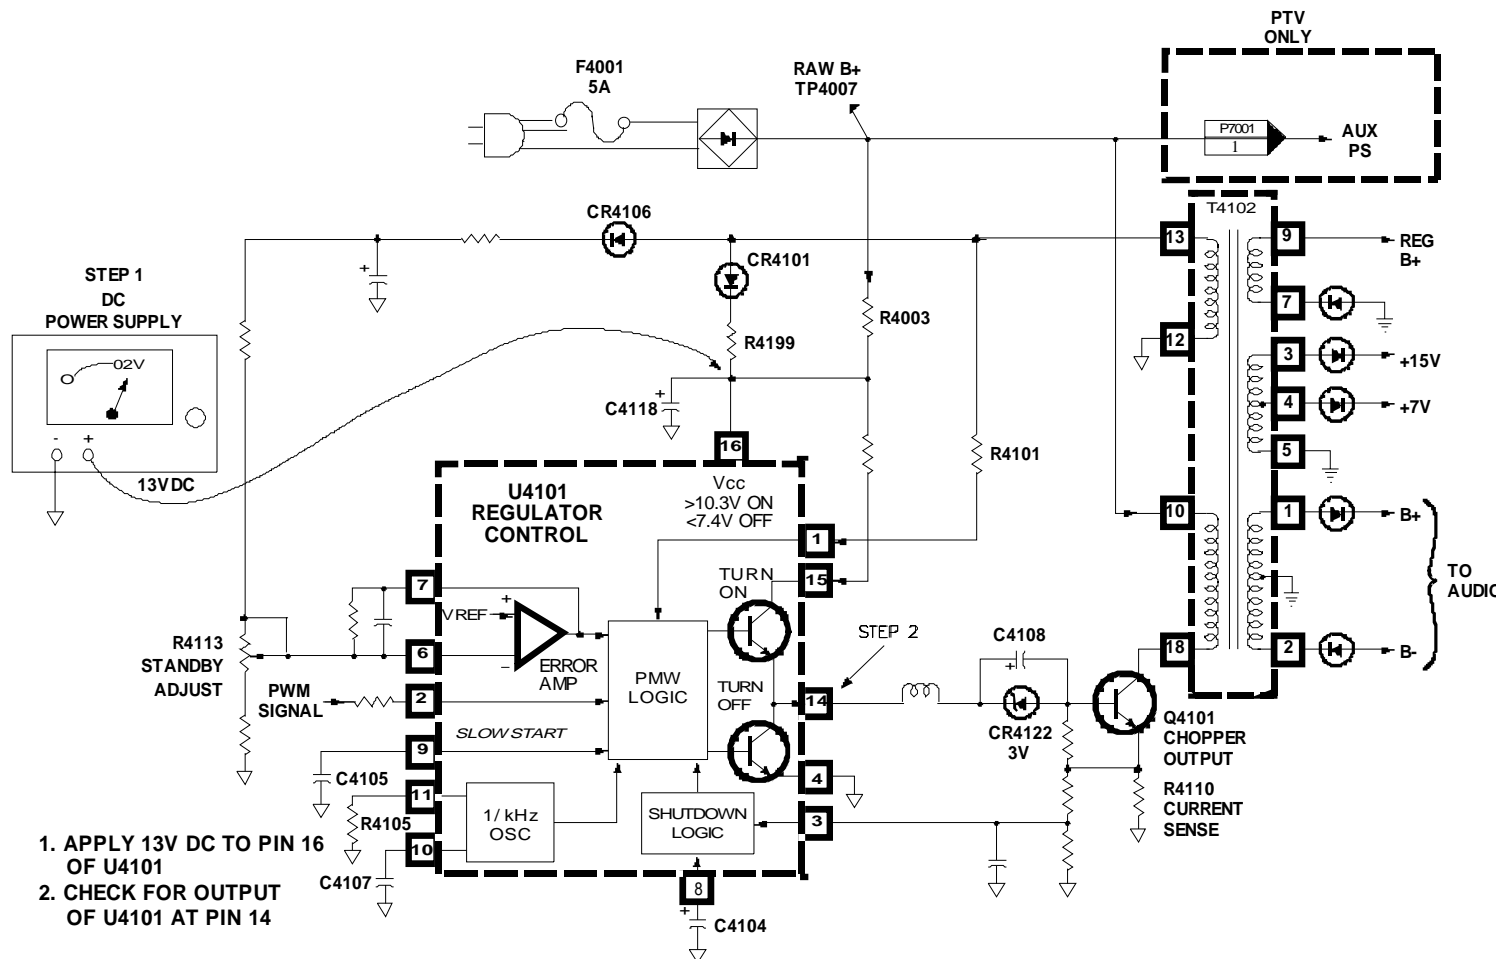 PTV
ONLY
F4001
5A
RAW B+
TP4007
P7001
1
AUX
PS
T4102
CR4106
13
9
REG
B+
CR4101
STEP 1
DC
POWER SUPPLY
7
R4003
12
R4199
3
+15V
02V
4
+7V
C4118
- +
16
5
R4101
13VDC
Vcc
>10.3V ON
<7.4V OFF
U4101
REGULATOR
CONTROL
10
1
B+
1
15
7
TURN
ON
TO
AUDIO
VREF
+
STEP 2
C4108
R4113
STANDBY
ADJUST
6
-
ERROR
AMP
PMW
LOGIC
18
2
B-
PWM
SIGNAL
2
TURN
OFF
14
CR4122
3V
Q4101
CHOPPER
OUTPUT
SLOW START
9
C4105
4
11
R4110
CURRENT
SENSE
R4105
1/kHz
OSC
SHUTDOWN
LOGIC
3
10
C4107
8
C4104
1. APPLY 13V DC TO PIN 16
OF U4101
2. CHECK FOR OUTPUT
OF U4101 AT PIN 14